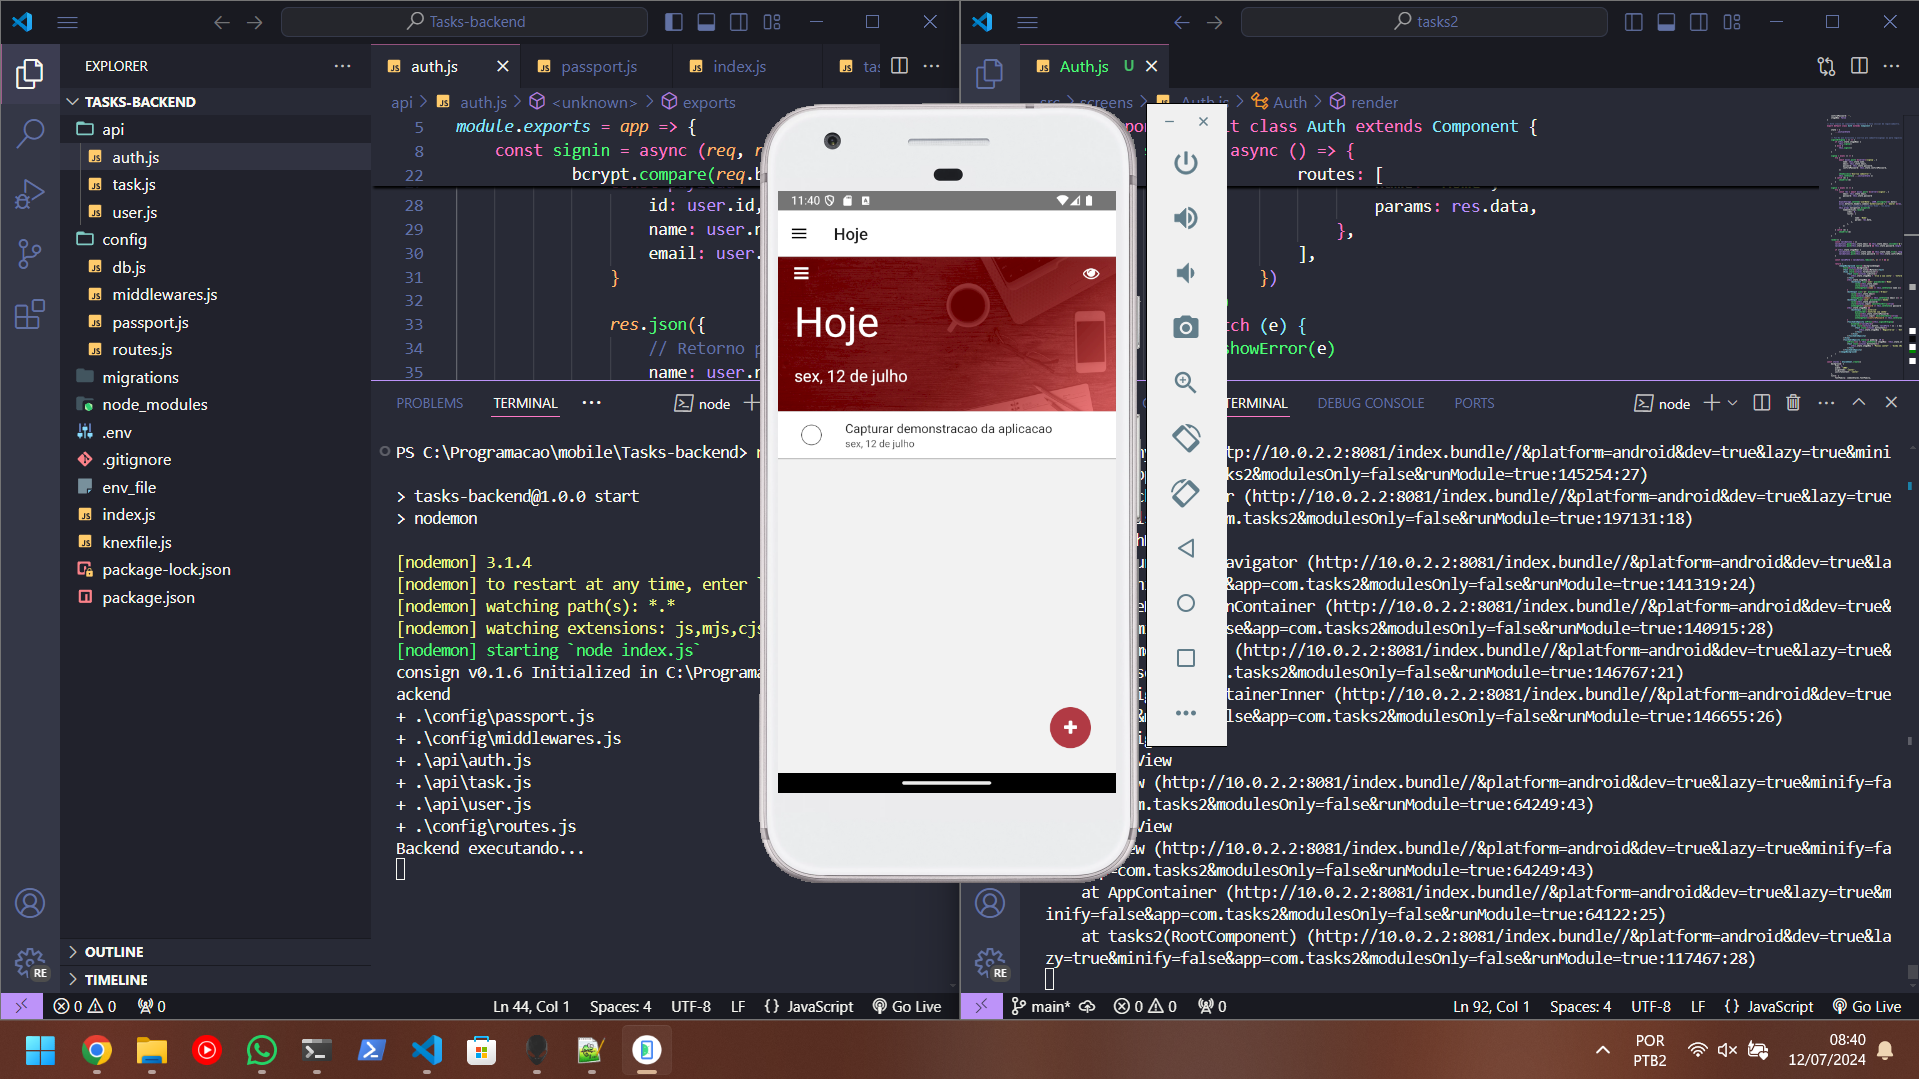 Tasks-backend
EXPLORER
TASKS-BACKEND
api
auth.js
task.js
user.js
config
db.js
middlewares.js
passport.js
routes.js
migrations
node_modules
.env
.gitignore
env_file
index.js
knexfile.js
package-lock.json
package.json
OUTLINE
TIMELINE
auth.js
passport.js
index.js
tas
api > auth.js > <unknown> > exports
5 module.exports = app => {
8 const signin = async (req, r
22 bcrypt.compare(req.b
28 id: user.id,
29 name: user.n
30 email: user.
31 }
32
33 res.json({
34 // Retorno p
35 name: user.n
PROBLEMS
TERMINAL
node
PS C:\Programacao\mobile\Tasks-backend> n
> tasks-backend@1.0.0 start
> nodemon
[nodemon] 3.1.4
[nodemon] to restart at any time, enter `
[nodemon] watching path(s): *.*
[nodemon] watching extensions: js,mjs,cjs
[nodemon] starting `node index.js`
consign v0.1.6 Initialized in C:\Programa
ackend
+ .\config\passport.js
+ .\config\middlewares.js
+ .\api\auth.js
+ .\api\task.js
+ .\api\user.js
+ .\config\routes.js
Backend executando...
RE
0 0
0
Ln 44, Col 1
Spaces: 4
UTF-8
LF
{} JavaScript
Go Live
11:40
Hoje
Hoje
sex, 12 de julho
Capturar demonstracao da aplicacao
sex, 12 de julho
tasks2
Auth.js U
src > screens > Auth.js > Auth > render
it class Auth extends Component {
async () => {
routes: [
params: res.data,
},
],
})
tch (e) {
showError(e)
TERMINAL
DEBUG CONSOLE
PORTS
node
tp://10.0.2.2:8081/index.bundle//&platform=android&dev=true&lazy=true&mini
ks2&modulesOnly=false&runModule=true:145254:27)
r (http://10.0.2.2:8081/index.bundle//&platform=android&dev=true&lazy=true
m.tasks2&modulesOnly=false&runModule=true:197131:18)
avigator (http://10.0.2.2:8081/index.bundle//&platform=android&dev=true&la
&app=com.tasks2&modulesOnly=false&runModule=true:141319:24)
nContainer (http://10.0.2.2:8081/index.bundle//&platform=android&dev=true&
se&app=com.tasks2&modulesOnly=false&runModule=true:140915:28)
(http://10.0.2.2:8081/index.bundle//&platform=android&dev=true&lazy=true&m
.tasks2&modulesOnly=false&runModule=true:146767:21)
tainerInner (http://10.0.2.2:8081/index.bundle//&platform=android&dev=true
lse&app=com.tasks2&modulesOnly=false&runModule=true:146655:26)
View
w (http://10.0.2.2:8081/index.bundle//&platform=android&dev=true&lazy=true&minify=fa
m.tasks2&modulesOnly=false&runModule=true:64249:43)
View
ew (http://10.0.2.2:8081/index.bundle//&platform=android&dev=true&lazy=true&minify=fa
p=com.tasks2&modulesOnly=false&runModule=true:64249:43)
at AppContainer (http://10.0.2.2:8081/index.bundle//&platform=android&dev=true&lazy=true&m
inify=false&app=com.tasks2&modulesOnly=false&runModule=true:64122:25)
at tasks2(RootComponent) (http://10.0.2.2:8081/index.bundle//&platform=android&dev=true&la
zy=true&minify=false&app=com.tasks2&modulesOnly=false&runModule=true:117467:28)
RE
main*
0 0
0
Ln 92, Col 1
Spaces: 4
UTF-8
LF
{} JavaScript
Go Live
POR
PTB2
08:40
12/07/2024